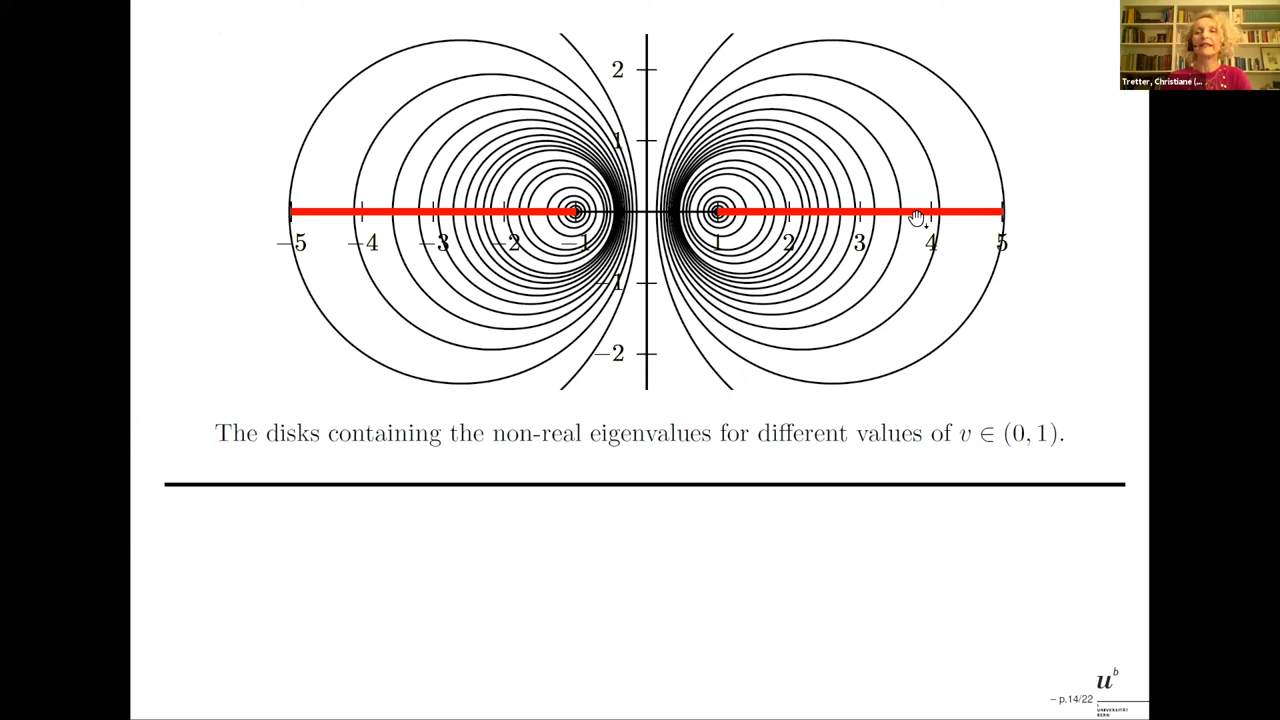 Tretter, Christiane (...
2
1
−5 −4 −3 −2 −1 1 2 3 4 5
−1
−2
The disks containing the non-real eigenvalues for different values of v ∈ (0, 1).
u^b
– p.14/22
UNIVERSITÄT
BERN